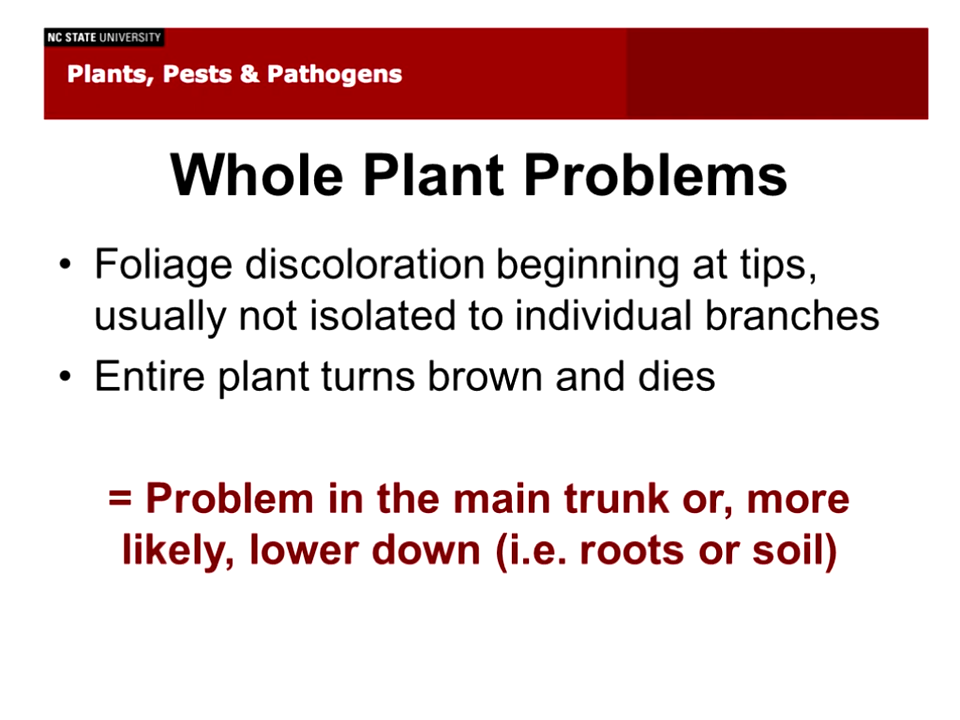 NC STATE UNIVERSITY
Plants, Pests & Pathogens
Whole Plant Problems
• Foliage discoloration beginning at tips,
usually not isolated to individual branches
• Entire plant turns brown and dies
= Problem in the main trunk or, more
likely, lower down (i.e. roots or soil)